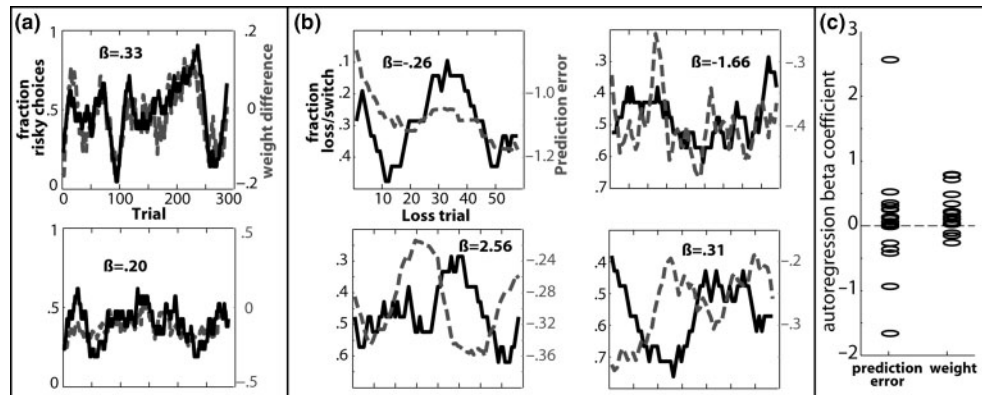 (a)
1
ß=.33
0.2
.5
0
0
-0.2
fraction
risky choices
weight difference
0 100 200 300
Trial
1
ß=.20
0.5
.5
0
0
-.5
(b)
ß=-.26
.1
.2
.3
.4
-1.0
-1.2
fraction
loss/switch
Prediction error
10 20 30 40 50
Loss trial
ß=-1.66
.3
.4
.5
.6
.7
-.3
-.4
ß=2.56
.3
.4
.5
.6
-.24
-.28
-.32
-.36
ß=.31
.3
.4
.5
.6
.7
-.2
-.3
(c)
autoregression beta coefficient
3
2
1
0
-1
-2
prediction weight
error